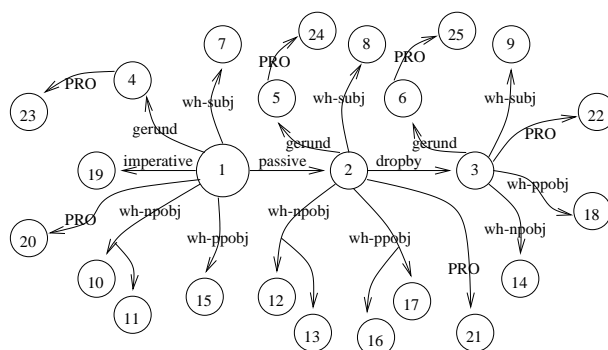 24 25
7 8 9
PRO
4 PRO PRO
PRO 5 6
23 wh-subj wh-subj wh-subj 22
gerund gerund gerund PRO
imperative passive dropby
19 1 2 3
wh-ppobj
PRO wh-npobj wh-npobj 18
20 wh-ppobj wh-ppobj wh-npobj
PRO
10 15 12 17 14
11 13 16 21